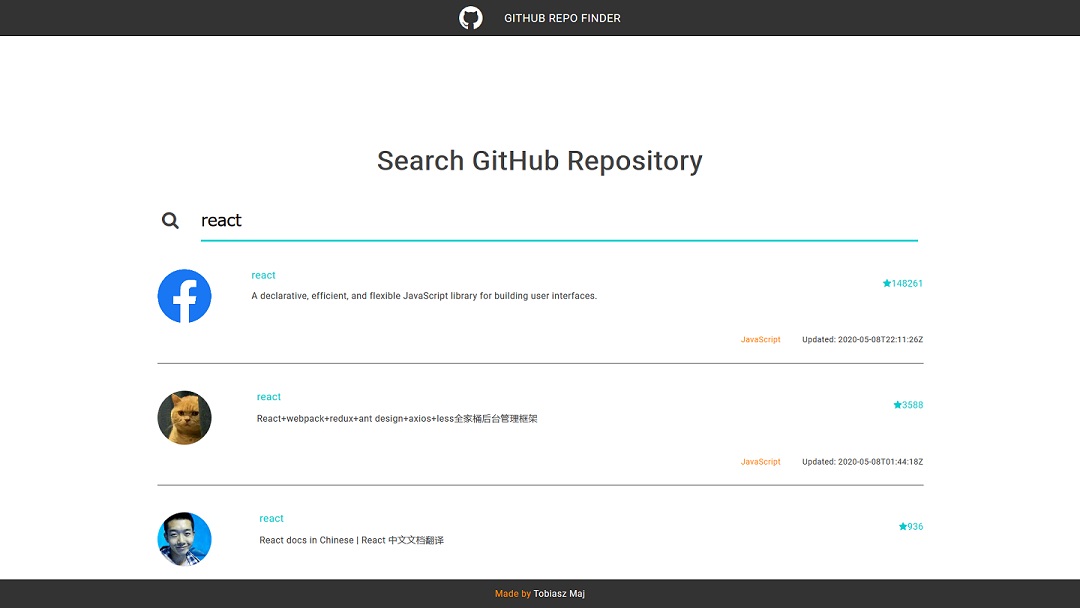 GITHUB REPO FINDER
Search GitHub Repository
react
react
★148261
A declarative, efficient, and flexible JavaScript library for building user interfaces.
JavaScript Updated: 2020-05-08T22:11:26Z
react
★3588
React+webpack+redux+ant design+axios+less全家桶后台管理框架
JavaScript Updated: 2020-05-08T01:44:18Z
react
★936
React docs in Chinese | React 中文文档翻译
Made by Tobiasz Maj